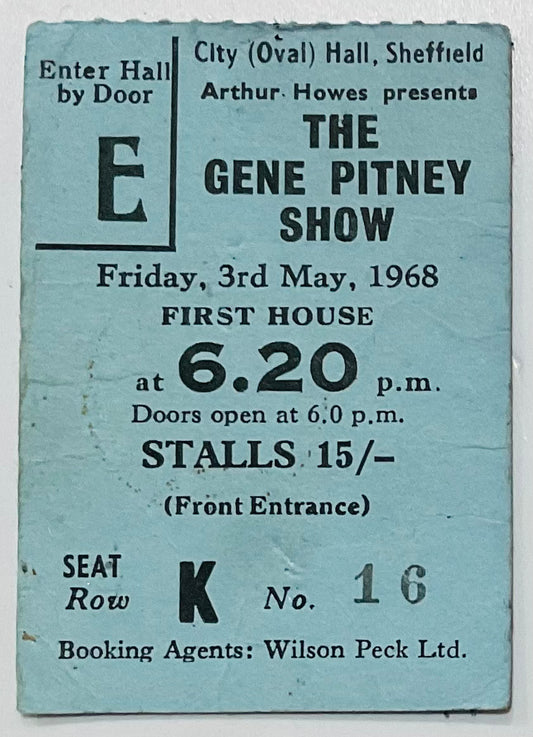 Enter Hall
by Door
E
City (Oval) Hall, Sheffield
Arthur Howes presents
THE
GENE PITNEY
SHOW
Friday, 3rd May, 1968
FIRST HOUSE
at 6.20 p.m.
Doors open at 6.0 p.m.
STALLS 15/-
(Front Entrance)
SEAT
Row K No. 16
Booking Agents: Wilson Peck Ltd.